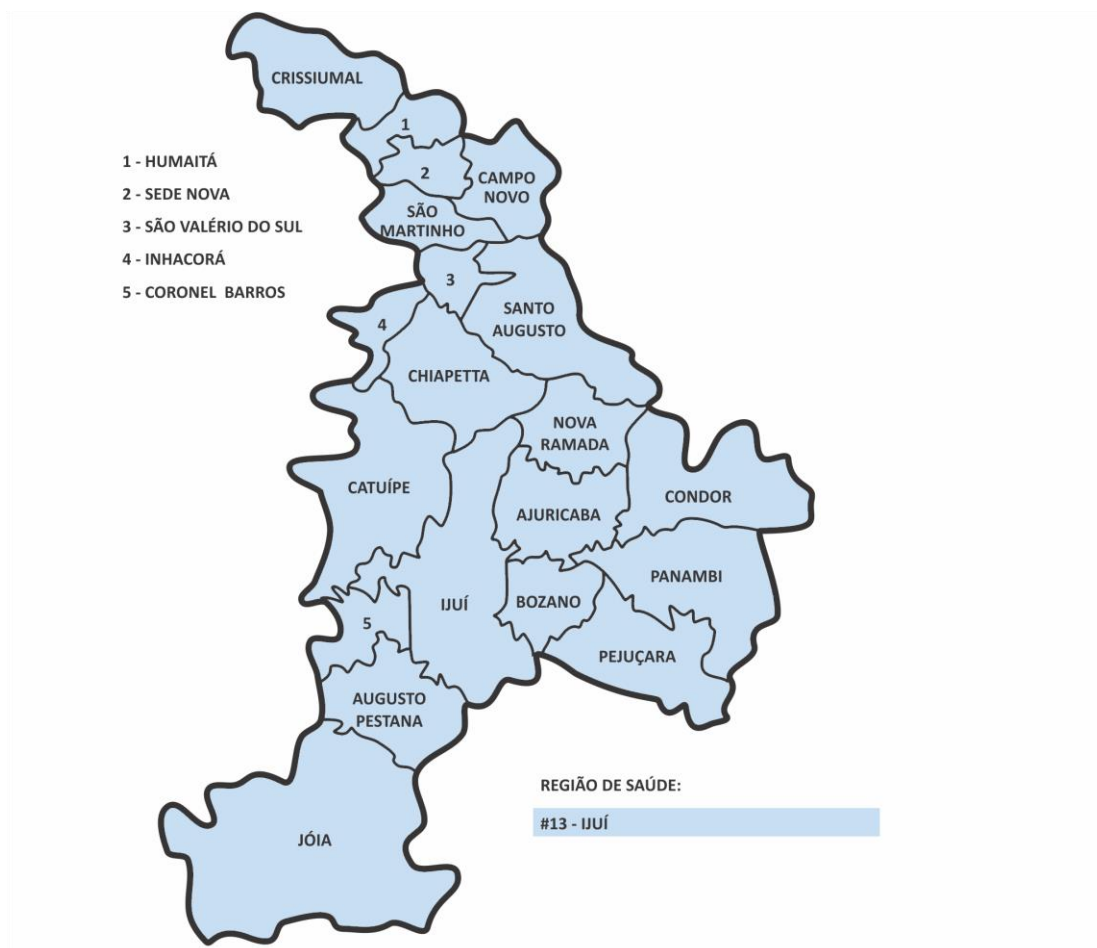 CRISSIUMAL
1
1 - HUMAITÁ
2 - SEDE NOVA
3 - SÃO VALÉRIO DO SUL
4 - INHACORÁ
5 - CORONEL BARROS
2
CAMPO
NOVO
SÃO
MARTINHO
3
SANTO
AUGUSTO
4
CHIAPETTA
NOVA
RAMADA
CATUÍPE
CONDOR
AJURICABA
PANAMBI
IJUÍ
BOZANO
5
PEJUÇARA
AUGUSTO
PESTANA
REGIÃO DE SAÚDE:
#13 - IJUÍ
JÓIA